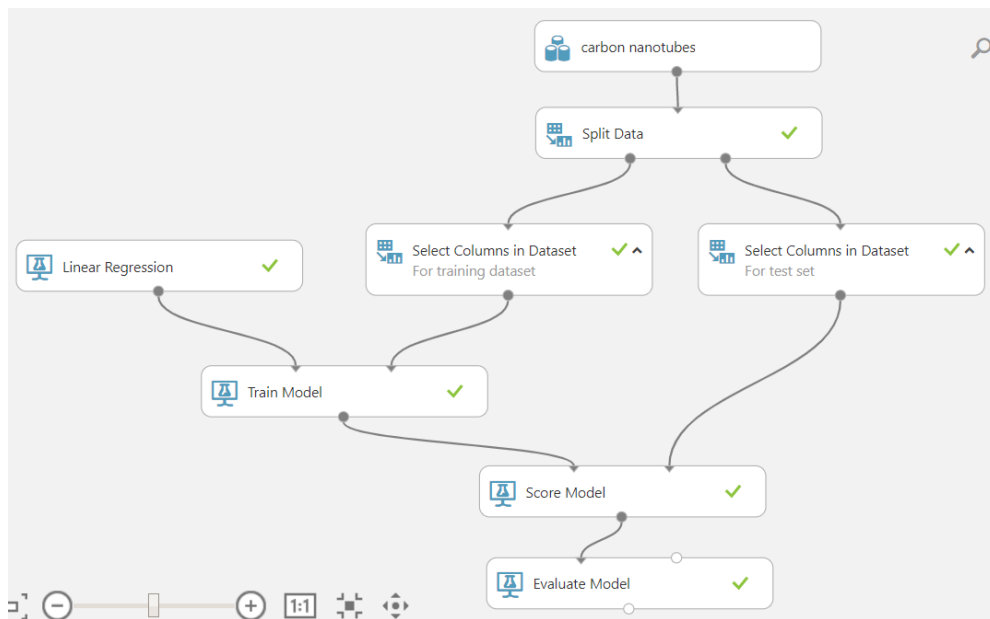 carbon nanotubes
Split Data
Select Columns in Dataset
For training dataset
Select Columns in Dataset
For test set
Linear Regression
Train Model
Score Model
Evaluate Model
1:1